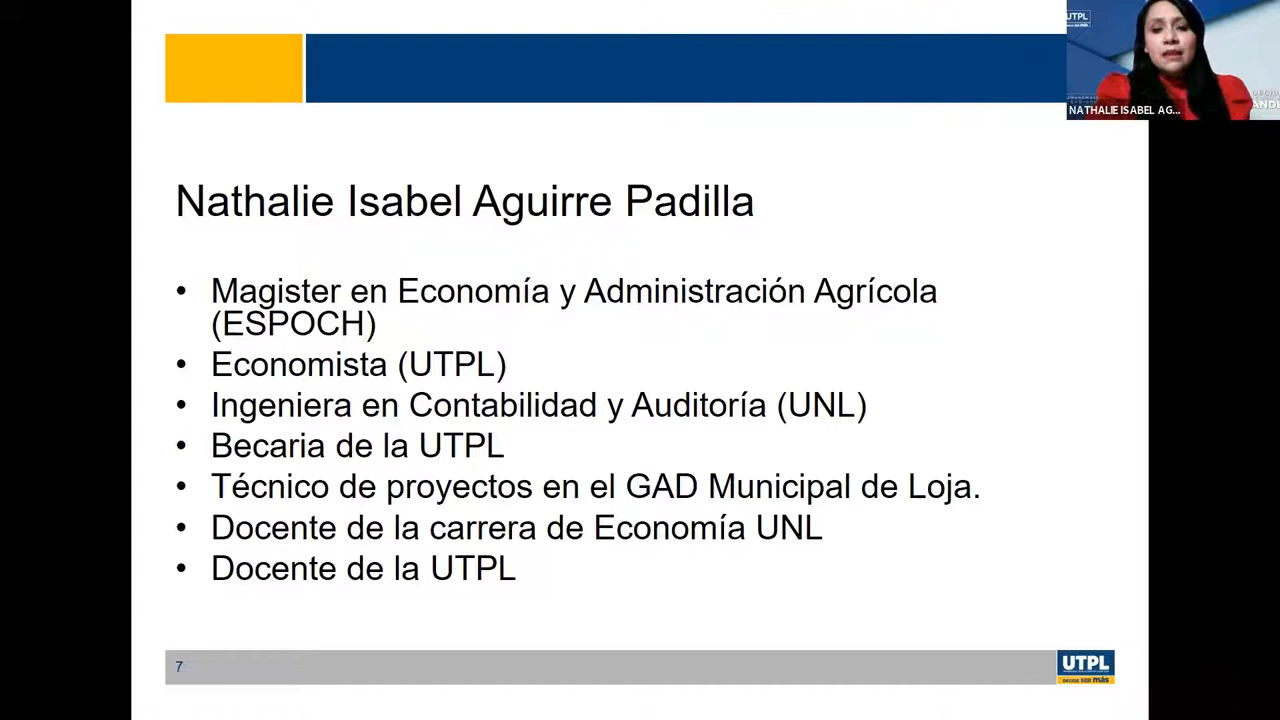 UTPL
NATHALIE ISABEL AG...
Nathalie Isabel Aguirre Padilla
• Magister en Economía y Administración Agrícola
(ESPOCH)
• Economista (UTPL)
• Ingeniera en Contabilidad y Auditoría (UNL)
• Becaria de la UTPL
• Técnico de proyectos en el GAD Municipal de Loja.
• Docente de la carrera de Economía UNL
• Docente de la UTPL
7
UTPL
DECIDE SER más